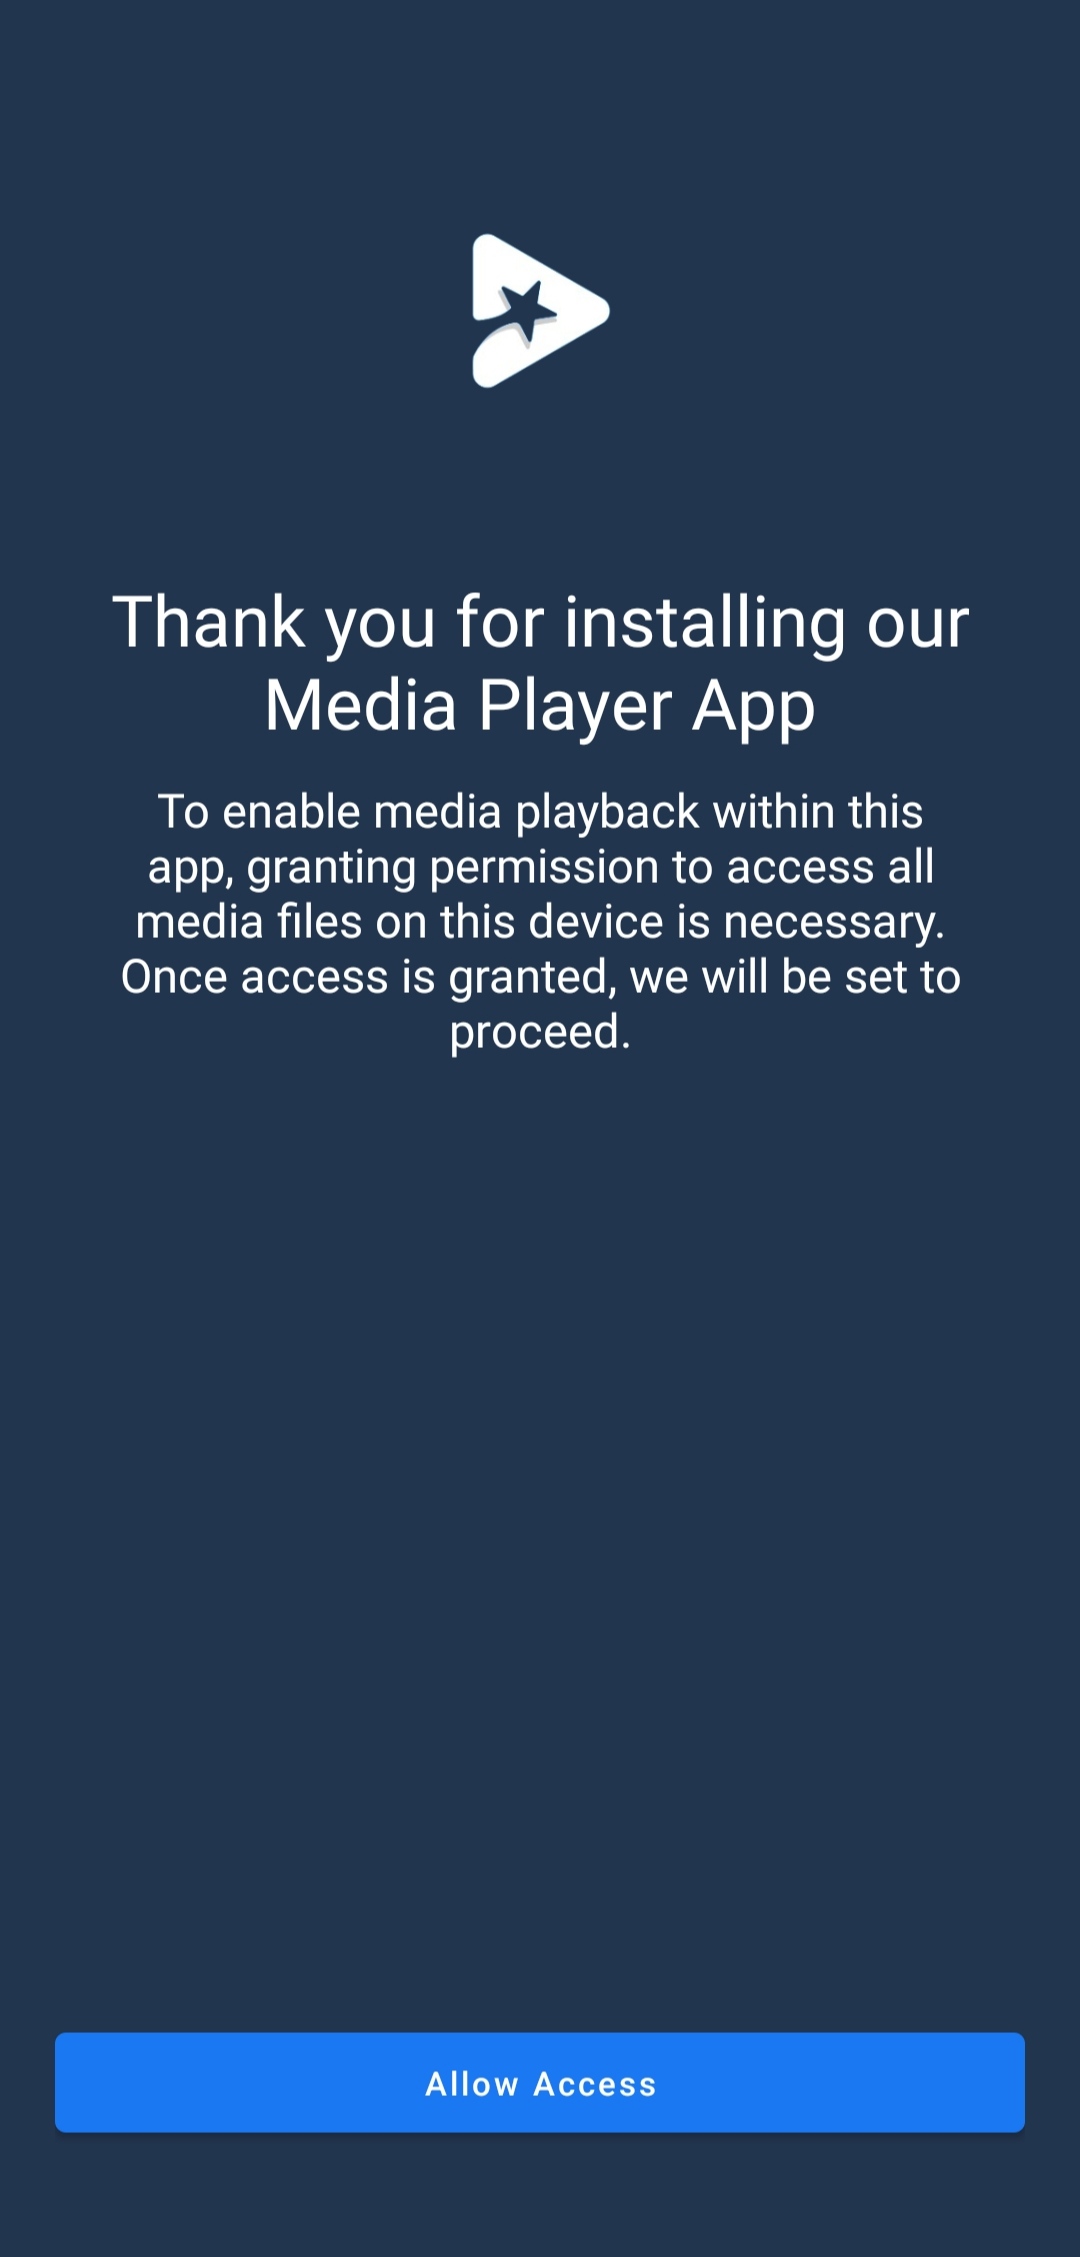 Thank you for installing our
Media Player App
To enable media playback within this
app, granting permission to access all
media files on this device is necessary.
Once access is granted, we will be set to
proceed.
Allow Access